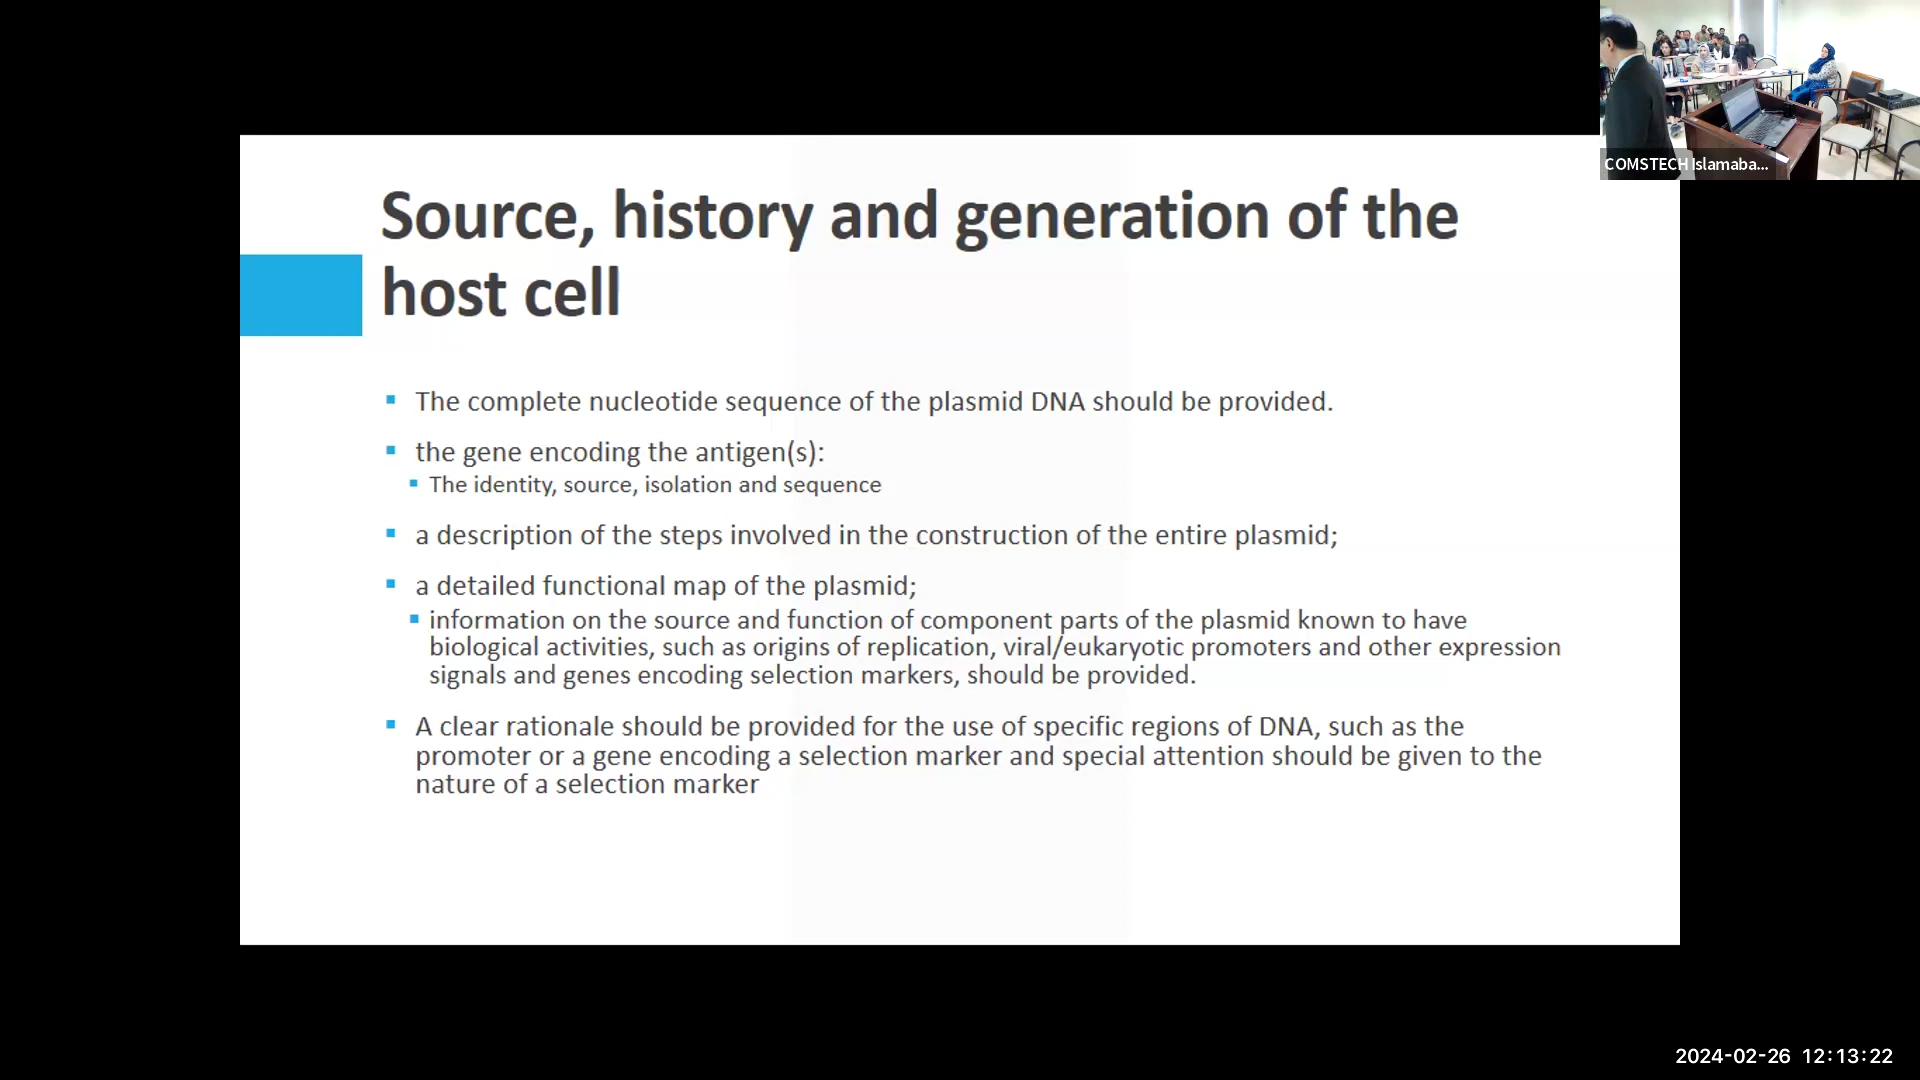 COMSTECH Islamaba...
Source, history and generation of the
host cell
▪ The complete nucleotide sequence of the plasmid DNA should be provided.
▪ the gene encoding the antigen(s):
▪ The identity, source, isolation and sequence
▪ a description of the steps involved in the construction of the entire plasmid;
▪ a detailed functional map of the plasmid;
▪ information on the source and function of component parts of the plasmid known to have
biological activities, such as origins of replication, viral/eukaryotic promoters and other expression
signals and genes encoding selection markers, should be provided.
▪ A clear rationale should be provided for the use of specific regions of DNA, such as the
promoter or a gene encoding a selection marker and special attention should be given to the
nature of a selection marker
2024-02-26 12:13:22